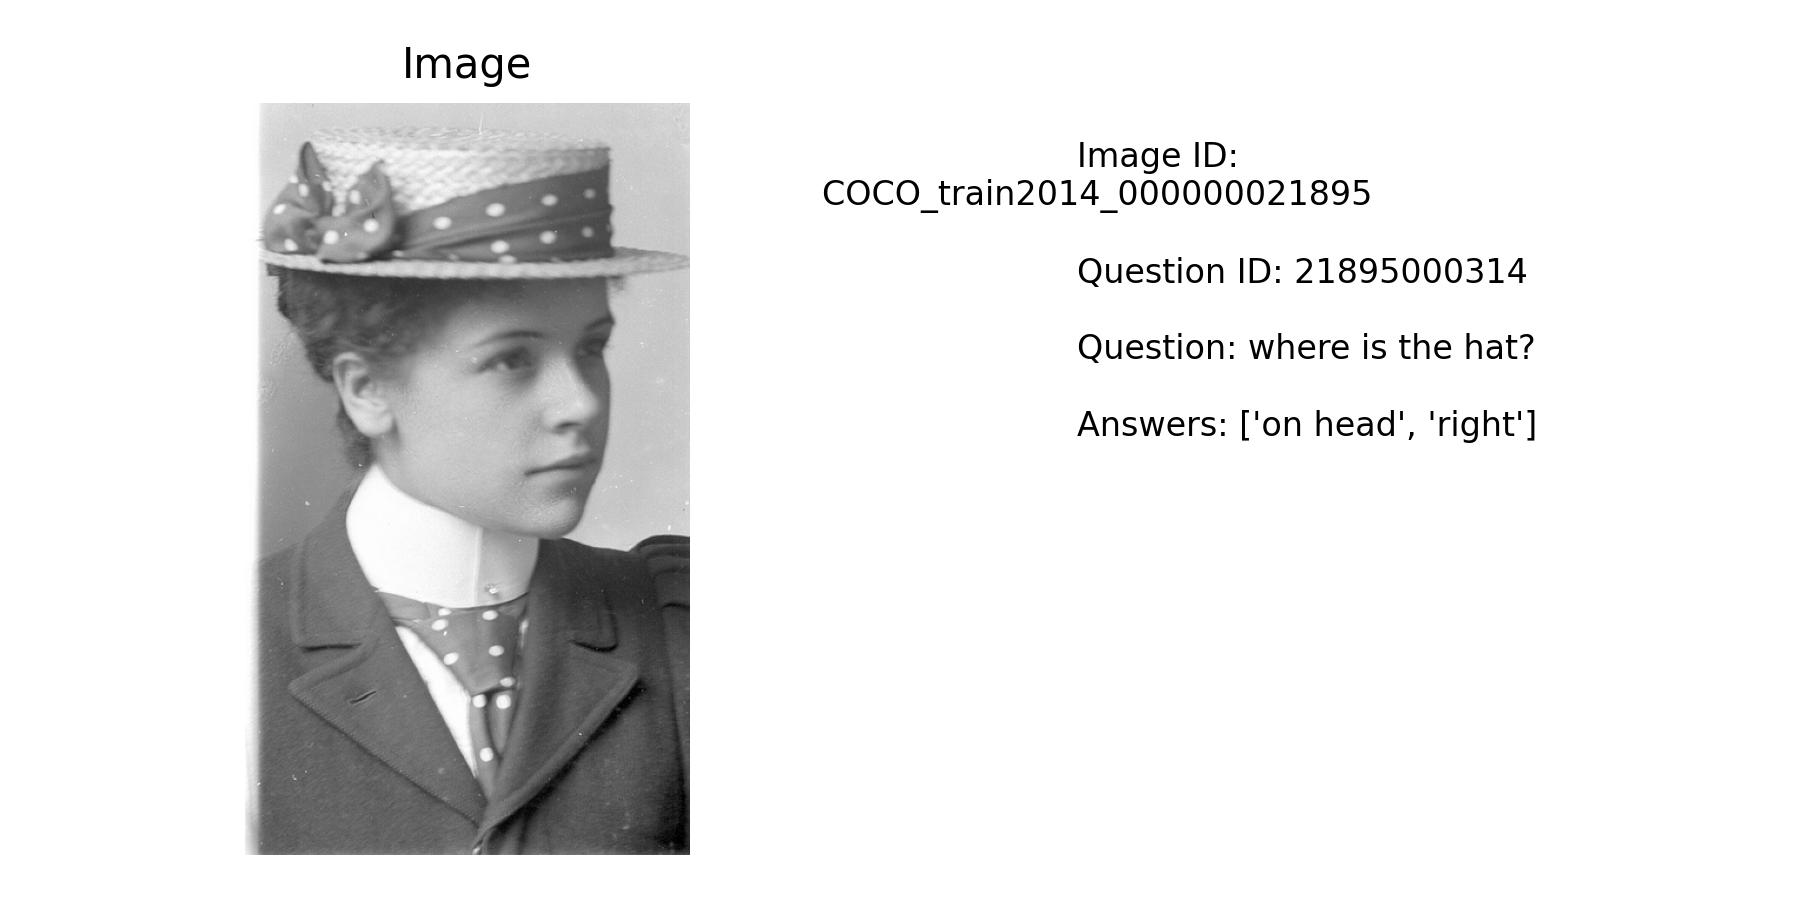 Image
Image ID:
COCO_train2014_000000021895
Question ID: 21895000314
Question: where is the hat?
Answers: ['on head', 'right']